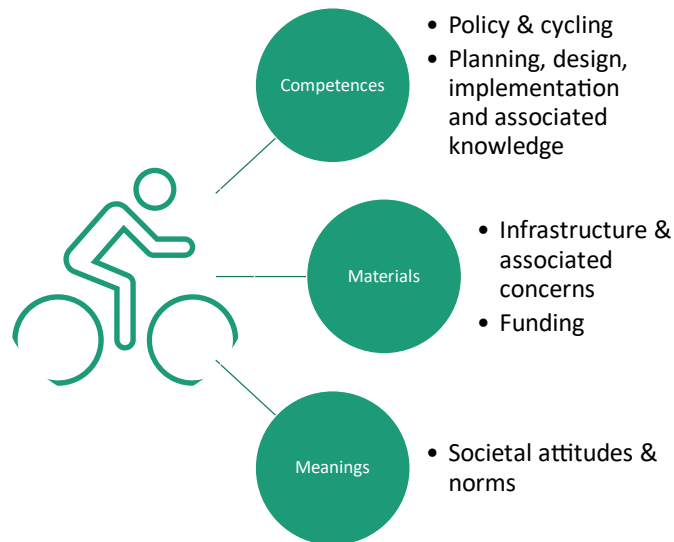 Competences
• Policy & cycling
• Planning, design,
implementation
and associated
knowledge
Materials
• Infrastructure &
associated
concerns
• Funding
Meanings
• Societal attitudes &
norms